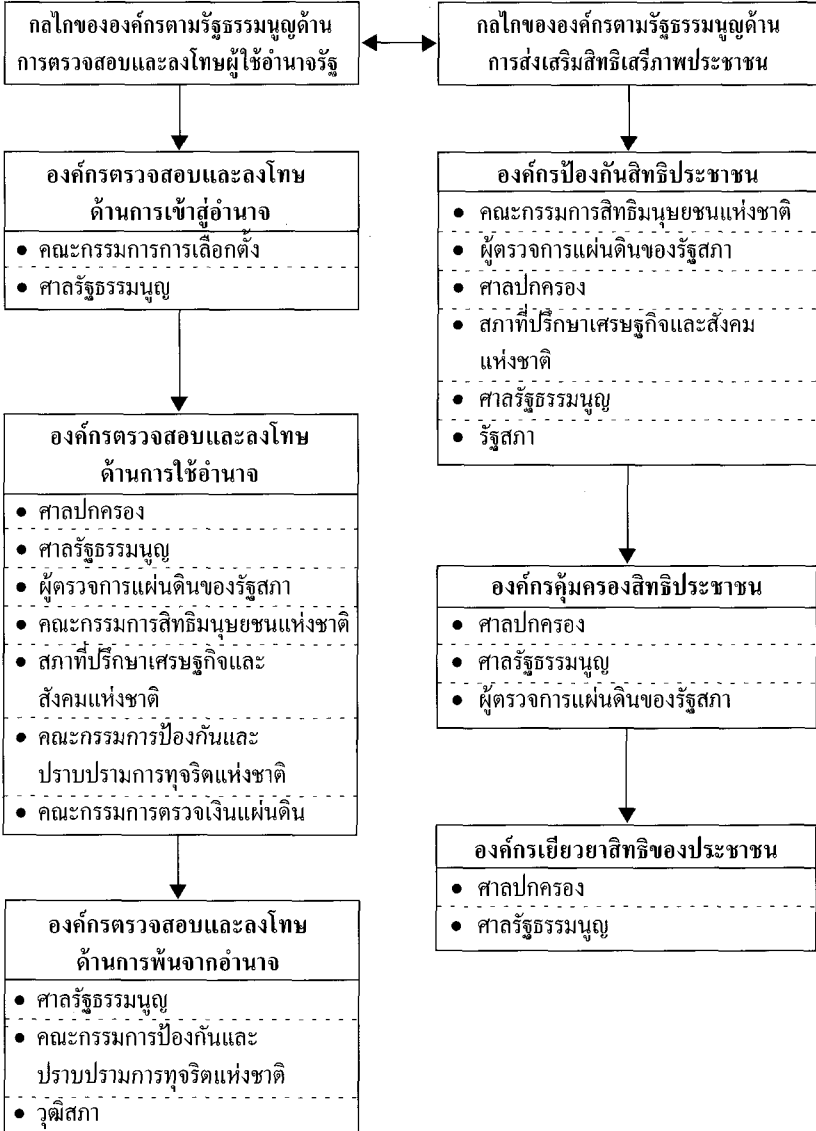 กลไกขององค์กรตามรัฐธรรมนูญด้าน
การตรวจสอบและลงโทษผู้ใช้อำนาจรัฐ
องค์กรตรวจสอบและลงโทษ
ด้านการเข้าสู่อำนาจ
● คณะกรรมการการเลือกตั้ง
● ศาลรัฐธรรมนูญ
องค์กรตรวจสอบและลงโทษ
ด้านการใช้อำนาจ
● ศาลปกครอง
● ศาลรัฐธรรมนูญ
● ผู้ตรวจการแผ่นดินของรัฐสภา
● คณะกรรมการสิทธิมนุษยชนแห่งชาติ
● สภาที่ปรึกษาเศรษฐกิจและ
สังคมแห่งชาติ
● คณะกรรมการป้องกันและ
ปราบปรามการทุจริตแห่งชาติ
● คณะกรรมการตรวจเงินแผ่นดิน
องค์กรตรวจสอบและลงโทษ
ด้านการพ้นจากอำนาจ
● ศาลรัฐธรรมนูญ
● คณะกรรมการป้องกันและ
ปราบปรามการทุจริตแห่งชาติ
● วุฒิสภา
กลไกขององค์กรตามรัฐธรรมนูญด้าน
การส่งเสริมสิทธิเสรีภาพประชาชน
องค์กรป้องกันสิทธิประชาชน
● คณะกรรมการสิทธิมนุษยชนแห่งชาติ
● ผู้ตรวจการแผ่นดินของรัฐสภา
● ศาลปกครอง
● สภาที่ปรึกษาเศรษฐกิจและสังคม
แห่งชาติ
● ศาลรัฐธรรมนูญ
● รัฐสภา
องค์กรคุ้มครองสิทธิประชาชน
● ศาลปกครอง
● ศาลรัฐธรรมนูญ
● ผู้ตรวจการแผ่นดินของรัฐสภา
องค์กรเยียวยาสิทธิของประชาชน
● ศาลปกครอง
● ศาลรัฐธรรมนูญ